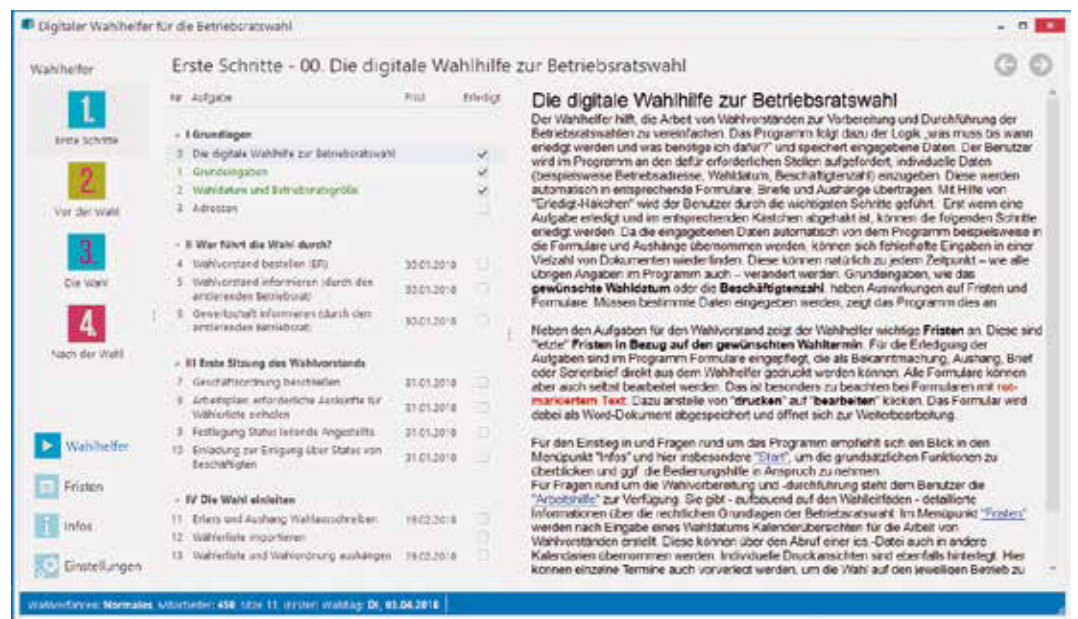 Digitaler Wahlhelfer für die Betriebsratswahl
Wahlhelfer
1.
Erste Schritte
2.
Vor der Wahl
3.
Die Wahl
4.
Nach der Wahl
Wahlhelfer
Fristen
Infos
Einstellungen
Erste Schritte - 00. Die digitale Wahlhilfe zur Betriebsratswahl
Nr Aufgabe Frist Erledigt
I Grundlagen
0 Die digitale Wahlhilfe zur Betriebsratswahl
1 Grundeingaben
2 Wahldatum und Betriebsratsgröße
3 Adressen
II Wer führt die Wahl durch?
4 Wahlvorstand bestellen (BR) 30.01.2018
5 Wahlvorstand informieren (durch den
amtierenden Betriebsrat) 30.01.2018
6 Gewerkschaft informieren (durch den
amtierenden Betriebsrat) 30.01.2018
III Erste Sitzung des Wahlvorstands
7 Geschäftsordnung beschließen 31.01.2018
8 Arbeitsplan: erforderliche Auskünfte für
Wählerliste einholen 31.01.2018
9 Festlegung Status leitende Angestellte 31.01.2018
10 Einladung zur Einigung über Status von
Beschäftigten 31.01.2018
IV Die Wahl einleiten
11 Erlass und Aushang Wahlausschreiben 19.02.2018
12 Wählerliste importieren
13 Wählerliste und Wahlordnung aushängen 19.02.2018
Die digitale Wahlhilfe zur Betriebsratswahl
Der Wahlhelfer hilft, die Arbeit von Wahlvorständen zur Vorbereitung und Durchführung der
Betriebsratswahlen zu vereinfachen. Das Programm folgt dazu der Logik „was muss bis wann
erledigt werden und was benötige ich dafür?" und speichert eingegebene Daten. Der Benutzer
wird im Programm an den dafür erforderlichen Stellen aufgefordert, individuelle Daten
(beispielsweise Betriebsadresse, Wahldatum, Beschäftigtenzahl) einzugeben. Diese werden
automatisch in entsprechende Formulare, Briefe und Aushänge übertragen. Mit Hilfe von
"Erledigt-Häkchen" wird der Benutzer durch die wichtigsten Schritte geführt. Erst wenn eine
Aufgabe erledigt und im entsprechenden Kästchen abgehakt ist, können die folgenden Schritte
erledigt werden. Da die eingegebenen Daten automatisch von dem Programm beispielsweise in
die Formulare und Aushänge übernommen werden, können sich fehlerhafte Eingaben in einer
Vielzahl von Dokumenten wiederfinden. Diese können natürlich zu jedem Zeitpunkt – wie alle
übrigen Angaben im Programm auch – verändert werden. Grundeingaben, wie das
gewünschte Wahldatum oder die Beschäftigtenzahl, haben Auswirkungen auf Fristen und
Formulare. Müssen bestimmte Daten eingegeben werden, zeigt das Programm dies an.
Neben den Aufgaben für den Wahlvorstand zeigt der Wahlhelfer wichtige Fristen an. Diese sind
"letzte" Fristen in Bezug auf den gewünschten Wahltermin. Für die Erledigung der
Aufgaben sind im Programm Formulare eingepflegt, die als Bekanntmachung, Aushang, Brief
oder Serienbrief direkt aus dem Wahlhelfer gedruckt werden können. Alle Formulare können
aber auch selbst bearbeitet werden. Das ist besonders zu beachten bei Formularen mit rot-
markiertem Text. Dazu anstelle von "drucken" auf "bearbeiten" klicken. Das Formular wird
dabei als Word-Dokument abgespeichert und öffnet sich zur Weiterbearbeitung.
Für den Einstieg in und Fragen rund um das Programm empfiehlt sich ein Blick in den
Menüpunkt "Infos" und hier insbesondere "Start", um die grundsätzlichen Funktionen zu
überblicken und ggf. die Bedienungshilfe in Anspruch zu nehmen.
Für Fragen rund um die Wahlvorbereitung und -durchführung steht dem Benutzer die
"Arbeitshilfe" zur Verfügung. Sie gibt - aufbauend auf den Wahlleitfäden - detaillierte
Informationen über die rechtlichen Grundlagen der Betriebsratswahl. Im Menüpunkt "Fristen"
werden nach Eingabe eines Wahldatums Kalenderübersichten für die Arbeit von
Wahlvorständen erstellt. Diese können über den Abruf einer ics.-Datei auch in andere
Kalendarien übernommen werden. Individuelle Druckansichten sind ebenfalls hinterlegt. Hier
können einzelne Termine auch vorverlegt werden, um die Wahl auf den jeweiligen Betrieb zu
Wahlverfahren: Normales, Mitarbeiter: 450, Sitze 11, (erster) Wahltag: Di, 03.04.2018